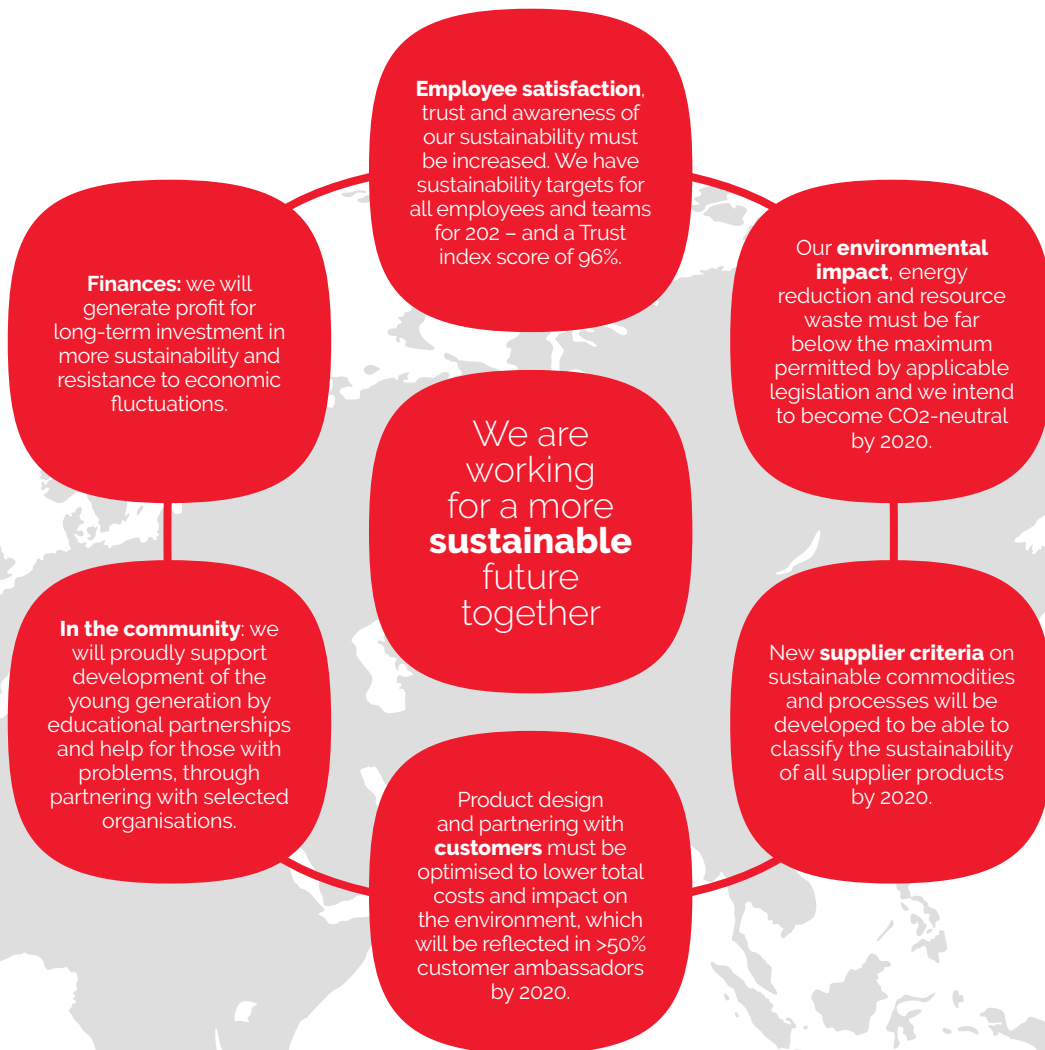 Employee satisfaction,
trust and awareness of
our sustainability must
be increased. We have
sustainability targets for
all employees and teams
for 202 – and a Trust
index score of 96%.
Our environmental
impact, energy
reduction and resource
waste must be far
below the maximum
permitted by applicable
legislation and we intend
to become CO2-neutral
by 2020.
New supplier criteria on
sustainable commodities
and processes will be
developed to be able to
classify the sustainability
of all supplier products
by 2020.
Product design
and partnering with
customers must be
optimised to lower total
costs and impact on
the environment, which
will be reflected in >50%
customer ambassadors
by 2020.
In the community: we
will proudly support
development of the
young generation by
educational partnerships
and help for those with
problems, through
partnering with selected
organisations.
Finances: we will
generate profit for
long-term investment in
more sustainability and
resistance to economic
fluctuations.
We are
working
for a more
sustainable
future
together